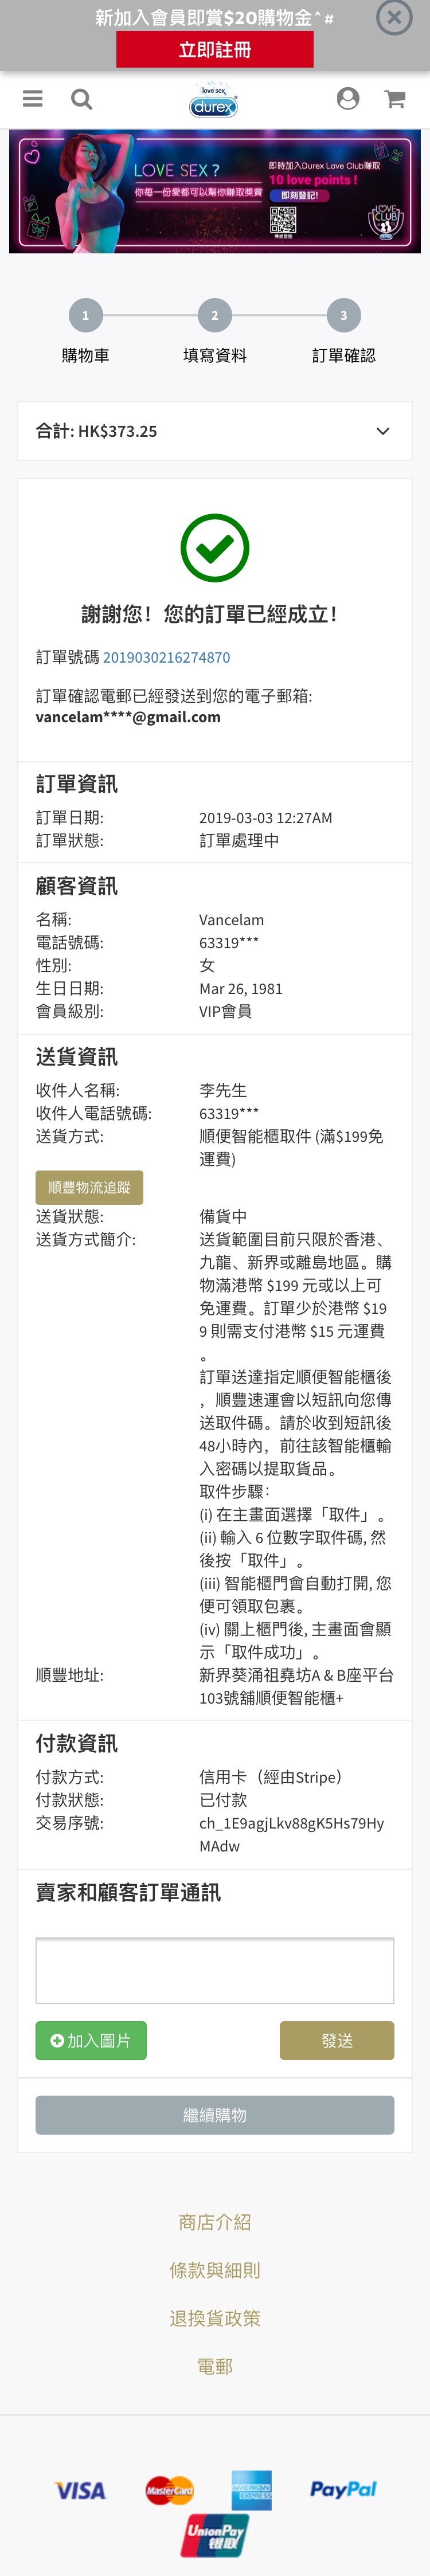 新加入會員即賞$20購物金^#
立即註冊
love sex
durex
LOVE SEX ?
你每一份愛都可以幫你賺取獎賞
即時加入Durex Love Club賺取
10 love points !
即刻登記!
LOVE
CLUB
1
2
3
購物車
填寫資料
訂單確認
合計: HK$373.25
謝謝您！您的訂單已經成立！
訂單號碼 2019030216274870
訂單確認電郵已經發送到您的電子郵箱:
vancelam****@gmail.com
訂單資訊
訂單日期: 2019-03-03 12:27AM
訂單狀態: 訂單處理中
顧客資訊
名稱: Vancelam
電話號碼: 63319***
性別: 女
生日日期: Mar 26, 1981
會員級別: VIP會員
送貨資訊
收件人名稱: 李先生
收件人電話號碼: 63319***
送貨方式: 順便智能櫃取件 (滿$199免
運費)
順豐物流追蹤
送貨狀態: 備貨中
送貨方式簡介: 送貨範圍目前只限於香港、
九龍、新界或離島地區。購
物滿港幣 $199 元或以上可
免運費。訂單少於港幣 $19
9 則需支付港幣 $15 元運費
。
訂單送達指定順便智能櫃後
，順豐速運會以短訊向您傳
送取件碼。請於收到短訊後
48小時內，前往該智能櫃輸
入密碼以提取貨品。
取件步驟：
(i) 在主畫面選擇「取件」。
(ii) 輸入 6 位數字取件碼, 然
後按「取件」。
(iii) 智能櫃門會自動打開, 您
便可領取包裹。
(iv) 關上櫃門後, 主畫面會顯
示「取件成功」。
順豐地址: 新界葵涌祖堯坊A & B座平台
103號舖順便智能櫃+
付款資訊
付款方式: 信用卡（經由Stripe）
付款狀態: 已付款
交易序號: ch_1E9agjLkv88gK5Hs79Hy
MAdw
賣家和顧客訂單通訊
加入圖片
發送
繼續購物
商店介紹
條款與細則
退換貨政策
電郵
VISA
MasterCard
AMERICAN EXPRESS
PayPal
UnionPay
银联